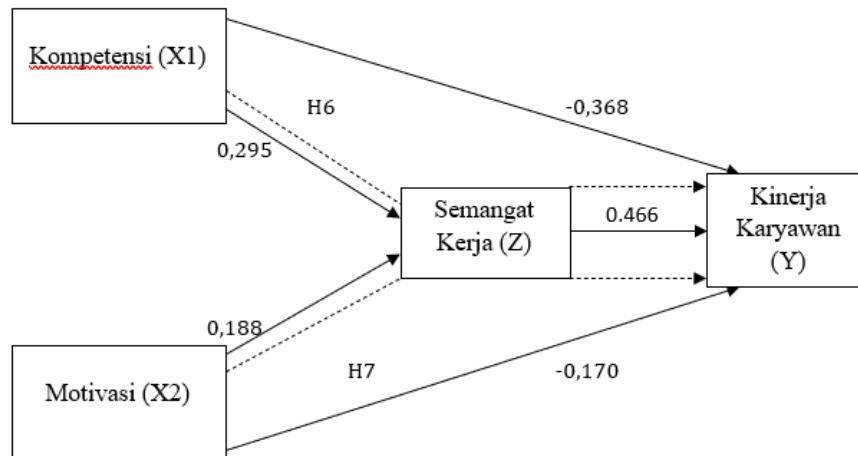 Kompetensi (X1)
H6
-0,368
0,295
Semangat
Kerja (Z)
0.466
Kinerja
Karyawan
(Y)
0,188
Motivasi (X2)
H7
-0,170